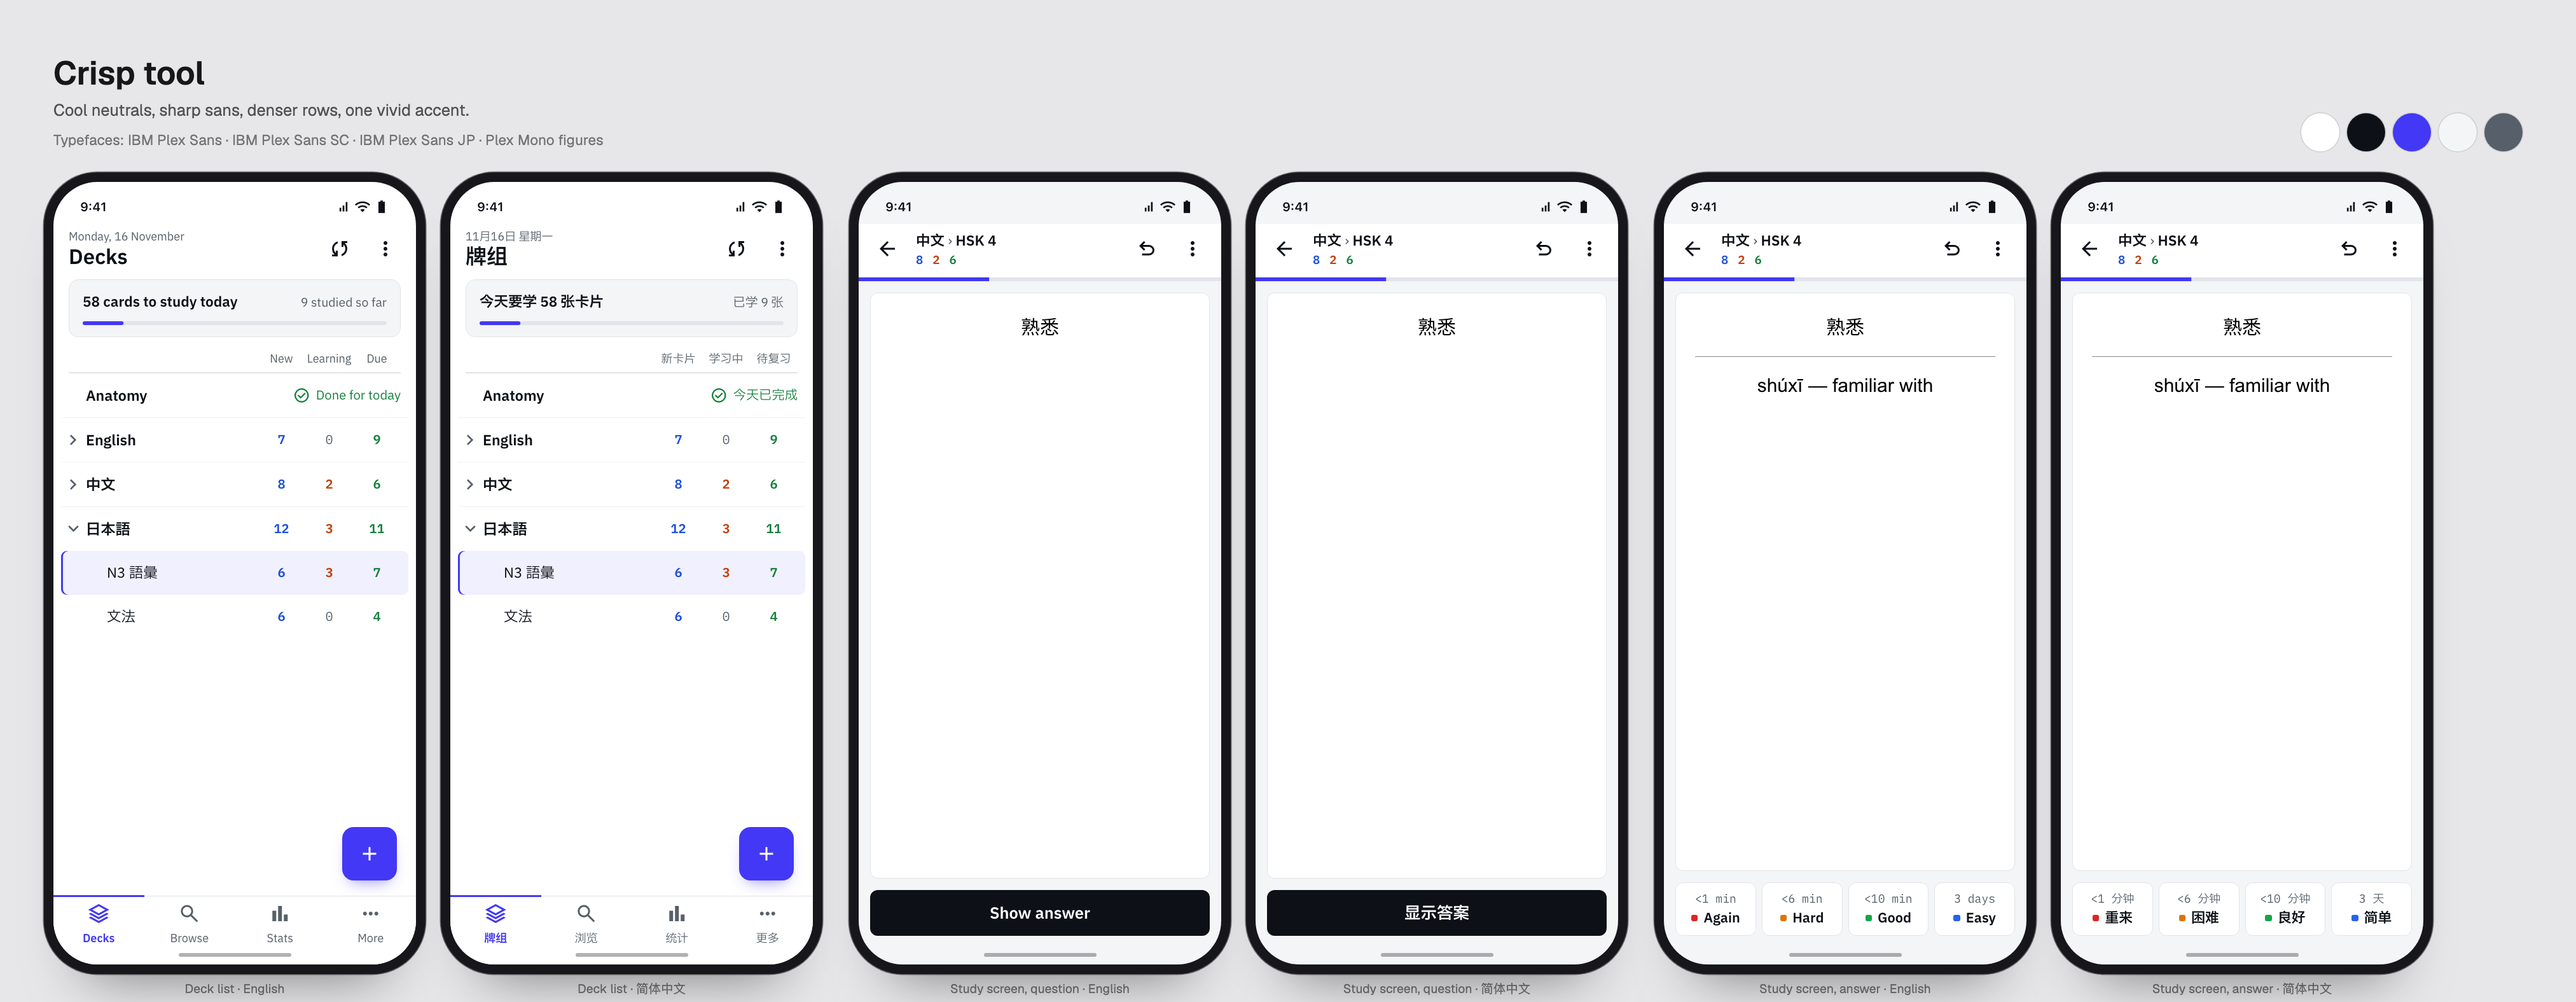 Crisp tool
Cool neutrals, sharp sans, denser rows, one vivid accent.
Typefaces: IBM Plex Sans · IBM Plex Sans SC · IBM Plex Sans JP · Plex Mono figures
9:41
Monday, 16 November
Decks
58 cards to study today 9 studied so far
New Learning Due
Anatomy Done for today
English 7 0 9
中文 8 2 6
日本語 12 3 11
N3 語彙 6 3 7
文法 6 0 4
+
Decks Browse Stats More
Deck list · English
9:41
11月16日 星期一
牌组
今天要学 58 张卡片 已学 9 张
新卡片 学习中 待复习
Anatomy 今天已完成
English 7 0 9
中文 8 2 6
日本語 12 3 11
N3 語彙 6 3 7
文法 6 0 4
+
牌组 浏览 统计 更多
Deck list · 简体中文
9:41
中文 › HSK 4
8 2 6
熟悉
Show answer
Study screen, question · English
9:41
中文 › HSK 4
8 2 6
熟悉
显示答案
Study screen, question · 简体中文
9:41
中文 › HSK 4
8 2 6
熟悉
shúxī — familiar with
<1 min <6 min <10 min 3 days
Again Hard Good Easy
Study screen, answer · English
9:41
中文 › HSK 4
8 2 6
熟悉
shúxī — familiar with
<1 分钟 <6 分钟 <10 分钟 3 天
重来 困难 良好 简单
Study screen, answer · 简体中文